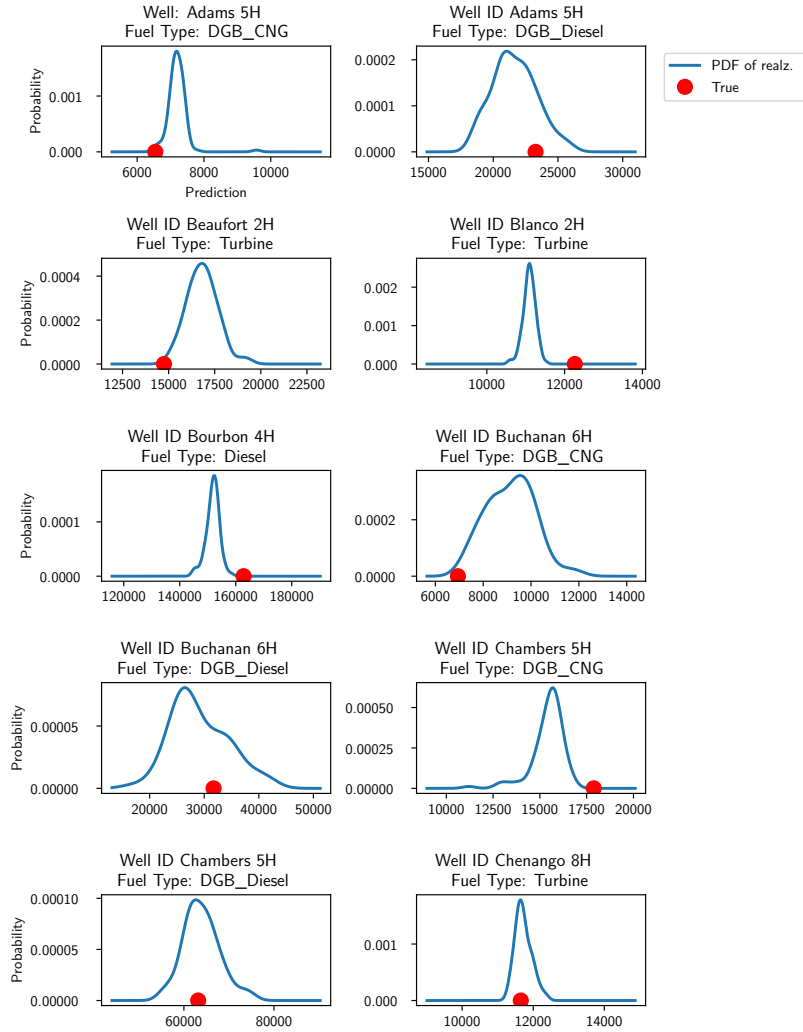 Well: Adams 5H
Fuel Type: DGB_CNG
0.001
0.000
Probability
6000 8000 10000
Prediction
Well ID Adams 5H
Fuel Type: DGB_Diesel
0.0002
0.0001
0.0000
15000 20000 25000 30000
PDF of realz.
True
Well ID Beaufort 2H
Fuel Type: Turbine
0.0004
0.0002
0.0000
Probability
12500 15000 17500 20000 22500
Well ID Blanco 2H
Fuel Type: Turbine
0.002
0.001
0.000
10000 12000 14000
Well ID Bourbon 4H
Fuel Type: Diesel
0.0001
0.0000
Probability
120000 140000 160000 180000
Well ID Buchanan 6H
Fuel Type: DGB_CNG
0.0002
0.0000
6000 8000 10000 12000 14000
Well ID Buchanan 6H
Fuel Type: DGB_Diesel
0.00005
0.00000
Probability
20000 30000 40000 50000
Well ID Chambers 5H
Fuel Type: DGB_CNG
0.00050
0.00025
0.00000
10000 12500 15000 17500 20000
Well ID Chambers 5H
Fuel Type: DGB_Diesel
0.00010
0.00005
0.00000
Probability
60000 80000
Well ID Chenango 8H
Fuel Type: Turbine
0.001
0.000
10000 12000 14000